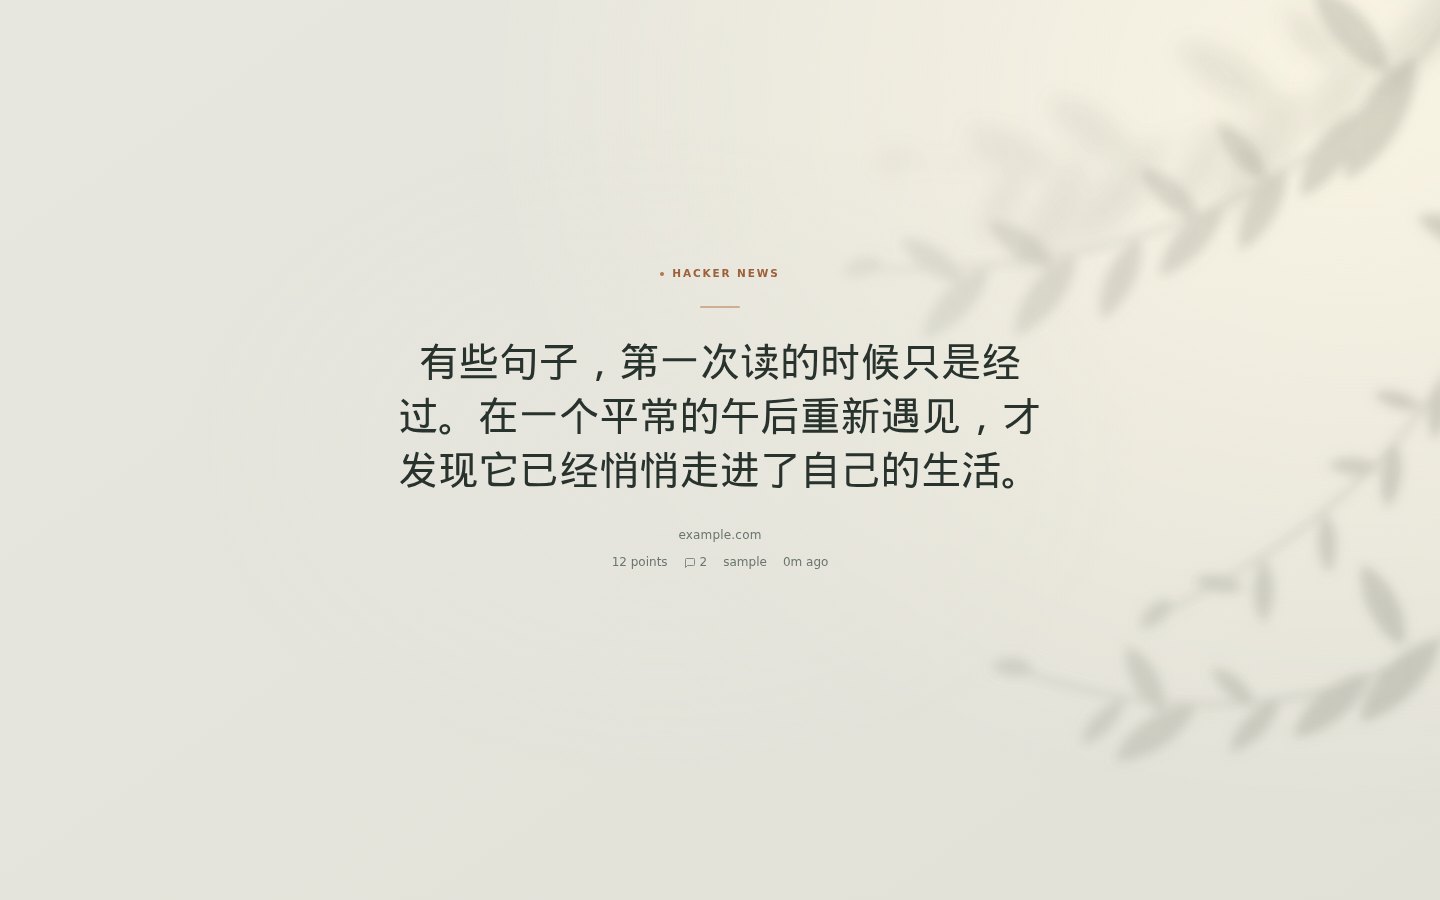 • HACKER NEWS
有些句子，第一次读的时候只是经
过。在一个平常的午后重新遇见，才
发现它已经悄悄走进了自己的生活。
example.com
12 points 2 sample 0m ago